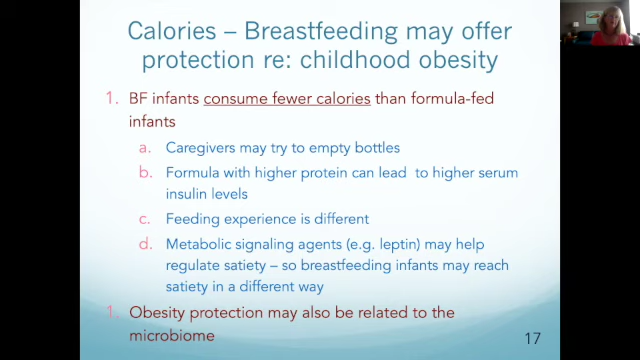 Calories – Breastfeeding may offer
protection re: childhood obesity
1. BF infants consume fewer calories than formula-fed
infants
a. Caregivers may try to empty bottles
b. Formula with higher protein can lead to higher serum
insulin levels
c. Feeding experience is different
d. Metabolic signaling agents (e.g. leptin) may help
regulate satiety – so breastfeeding infants may reach
satiety in a different way
1. Obesity protection may also be related to the
microbiome
17